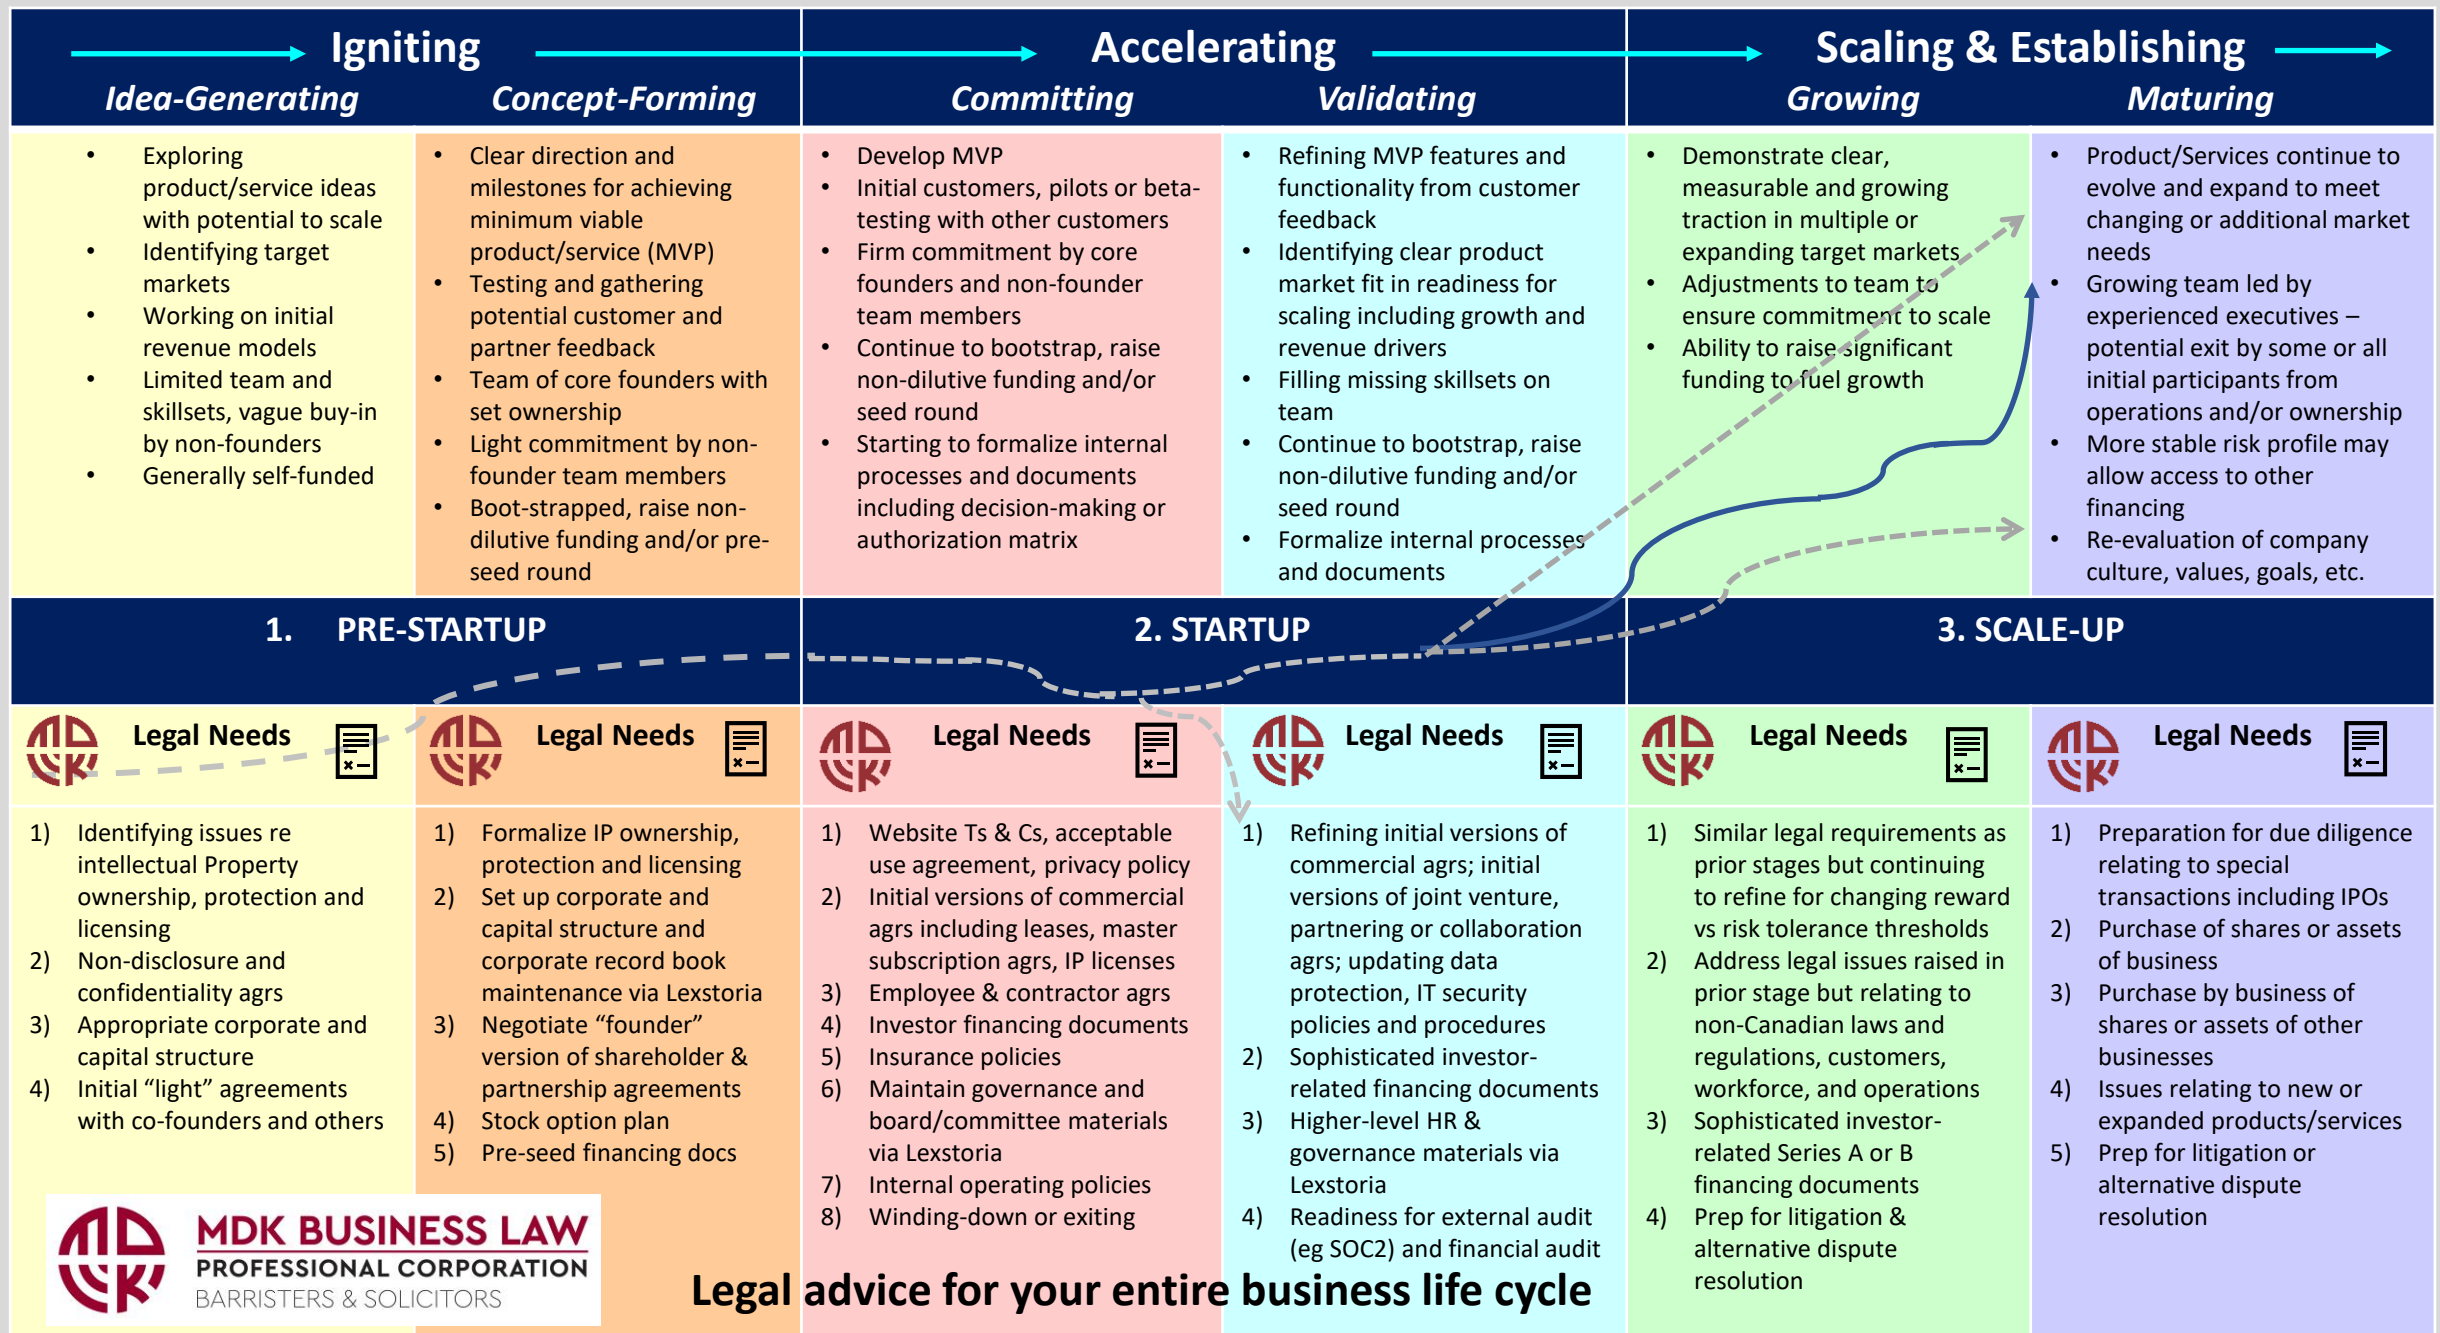 Igniting
Accelerating
Scaling & Establishing
Idea-Generating
Concept-Forming
Committing
Validating
Growing
Maturing
• Exploring
product/service ideas
with potential to scale
• Identifying target
markets
• Working on initial
revenue models
• Limited team and
skillsets, vague buy-in
by non-founders
• Generally self-funded
• Clear direction and
milestones for achieving
minimum viable
product/service (MVP)
• Testing and gathering
potential customer and
partner feedback
• Team of core founders with
set ownership
• Light commitment by non-
founder team members
• Boot-strapped, raise non-
dilutive funding and/or pre-
seed round
• Develop MVP
• Initial customers, pilots or beta-
testing with other customers
• Firm commitment by core
founders and non-founder
team members
• Continue to bootstrap, raise
non-dilutive funding and/or
seed round
• Starting to formalize internal
processes and documents
including decision-making or
authorization matrix
• Refining MVP features and
functionality from customer
feedback
• Identifying clear product
market fit in readiness for
scaling including growth and
revenue drivers
• Filling missing skillsets on
team
• Continue to bootstrap, raise
non-dilutive funding and/or
seed round
• Formalize internal processes
and documents
• Demonstrate clear,
measurable and growing
traction in multiple or
expanding target markets
• Adjustments to team to
ensure commitment to scale
• Ability to raise significant
funding to fuel growth
• Product/Services continue to
evolve and expand to meet
changing or additional market
needs
• Growing team led by
experienced executives –
potential exit by some or all
initial participants from
operations and/or ownership
• More stable risk profile may
allow access to other
financing
• Re-evaluation of company
culture, values, goals, etc.
1. PRE-STARTUP
2. STARTUP
3. SCALE-UP
MDK
Legal Needs
MDK
Legal Needs
MDK
Legal Needs
MDK
Legal Needs
MDK
Legal Needs
MDK
Legal Needs
1) Identifying issues re
intellectual Property
ownership, protection and
licensing
2) Non-disclosure and
confidentiality agrs
3) Appropriate corporate and
capital structure
4) Initial “light” agreements
with co-founders and others
1) Formalize IP ownership,
protection and licensing
2) Set up corporate and
capital structure and
corporate record book
maintenance via Lexstoria
3) Negotiate “founder”
version of shareholder &
partnership agreements
4) Stock option plan
5) Pre-seed financing docs
1) Website Ts & Cs, acceptable
use agreement, privacy policy
2) Initial versions of commercial
agrs including leases, master
subscription agrs, IP licenses
3) Employee & contractor agrs
4) Investor financing documents
5) Insurance policies
6) Maintain governance and
board/committee materials
via Lexstoria
7) Internal operating policies
8) Winding-down or exiting
1) Refining initial versions of
commercial agrs; initial
versions of joint venture,
partnering or collaboration
agrs; updating data
protection, IT security
policies and procedures
2) Sophisticated investor-
related financing documents
3) Higher-level HR &
governance materials via
Lexstoria
4) Readiness for external audit
(eg SOC2) and financial audit
1) Similar legal requirements as
prior stages but continuing
to refine for changing reward
vs risk tolerance thresholds
2) Address legal issues raised in
prior stage but relating to
non-Canadian laws and
regulations, customers,
workforce, and operations
3) Sophisticated investor-
related Series A or B
financing documents
4) Prep for litigation &
alternative dispute
resolution
1) Preparation for due diligence
relating to special
transactions including IPOs
2) Purchase of shares or assets
of business
3) Purchase by business of
shares or assets of other
businesses
4) Issues relating to new or
expanded products/services
5) Prep for litigation or
alternative dispute
resolution
MDK
MDK BUSINESS LAW
PROFESSIONAL CORPORATION
BARRISTERS & SOLICITORS
Legal advice for your entire business life cycle